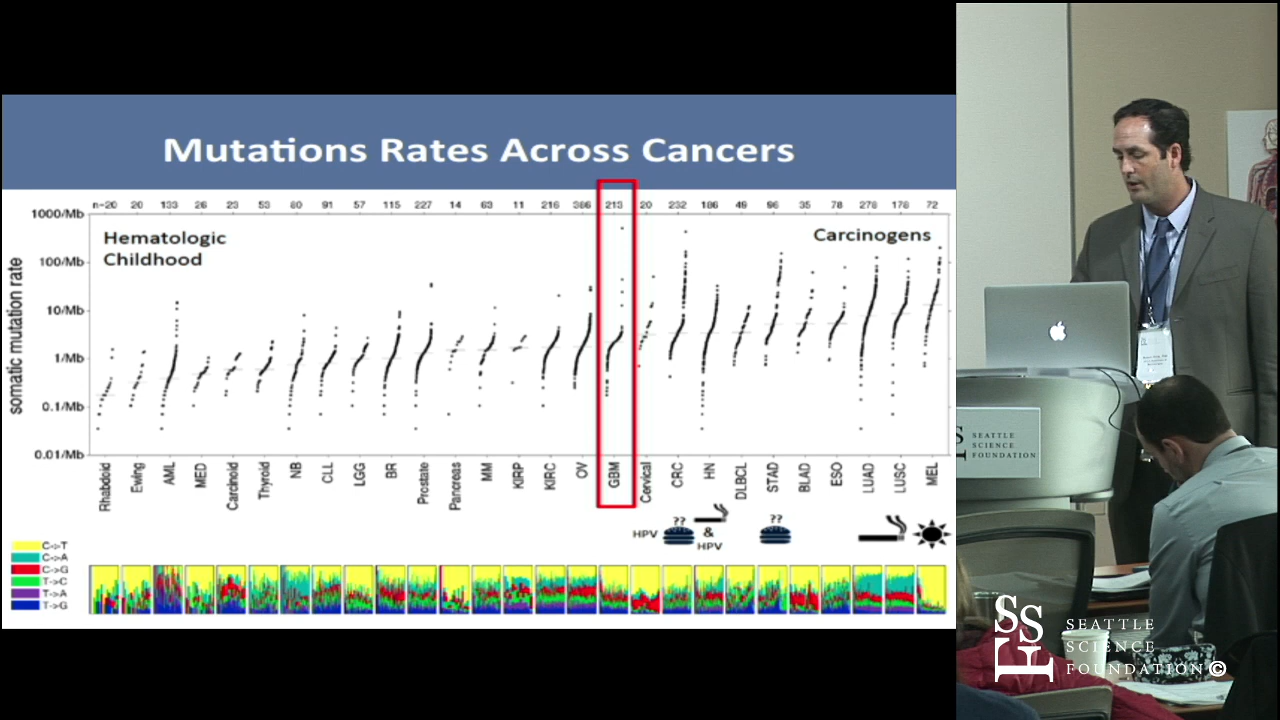 Mutations Rates Across Cancers
n=20 20 133 26 23 53 80 91 57 115 227 14 63 11 216 386 213 20 232 186 49 96 35 78 278 178 72
1000/Mb
100/Mb
10/Mb
1/Mb
0.1/Mb
0.01/Mb
somatic mutation rate
Hematologic
Childhood
Carcinogens
Rhabdoid Ewing AML MED Carcinoid Thyroid NB CLL LGG BR Prostate Pancreas MM KIRP KIRC OV GBM Cervical CRC HN DLBCL STAD BLAD ESO LUAD LUSC MEL
HPV ?? & HPV ??
C->T
C->A
C->G
T->C
T->A
T->G
SEATTLE
SCIENCE
FOUNDATION
SSF
SEATTLE
SCIENCE
FOUNDATION©